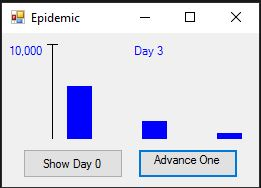 Epidemic
10,000
Day 3
Show Day 0
Advance One